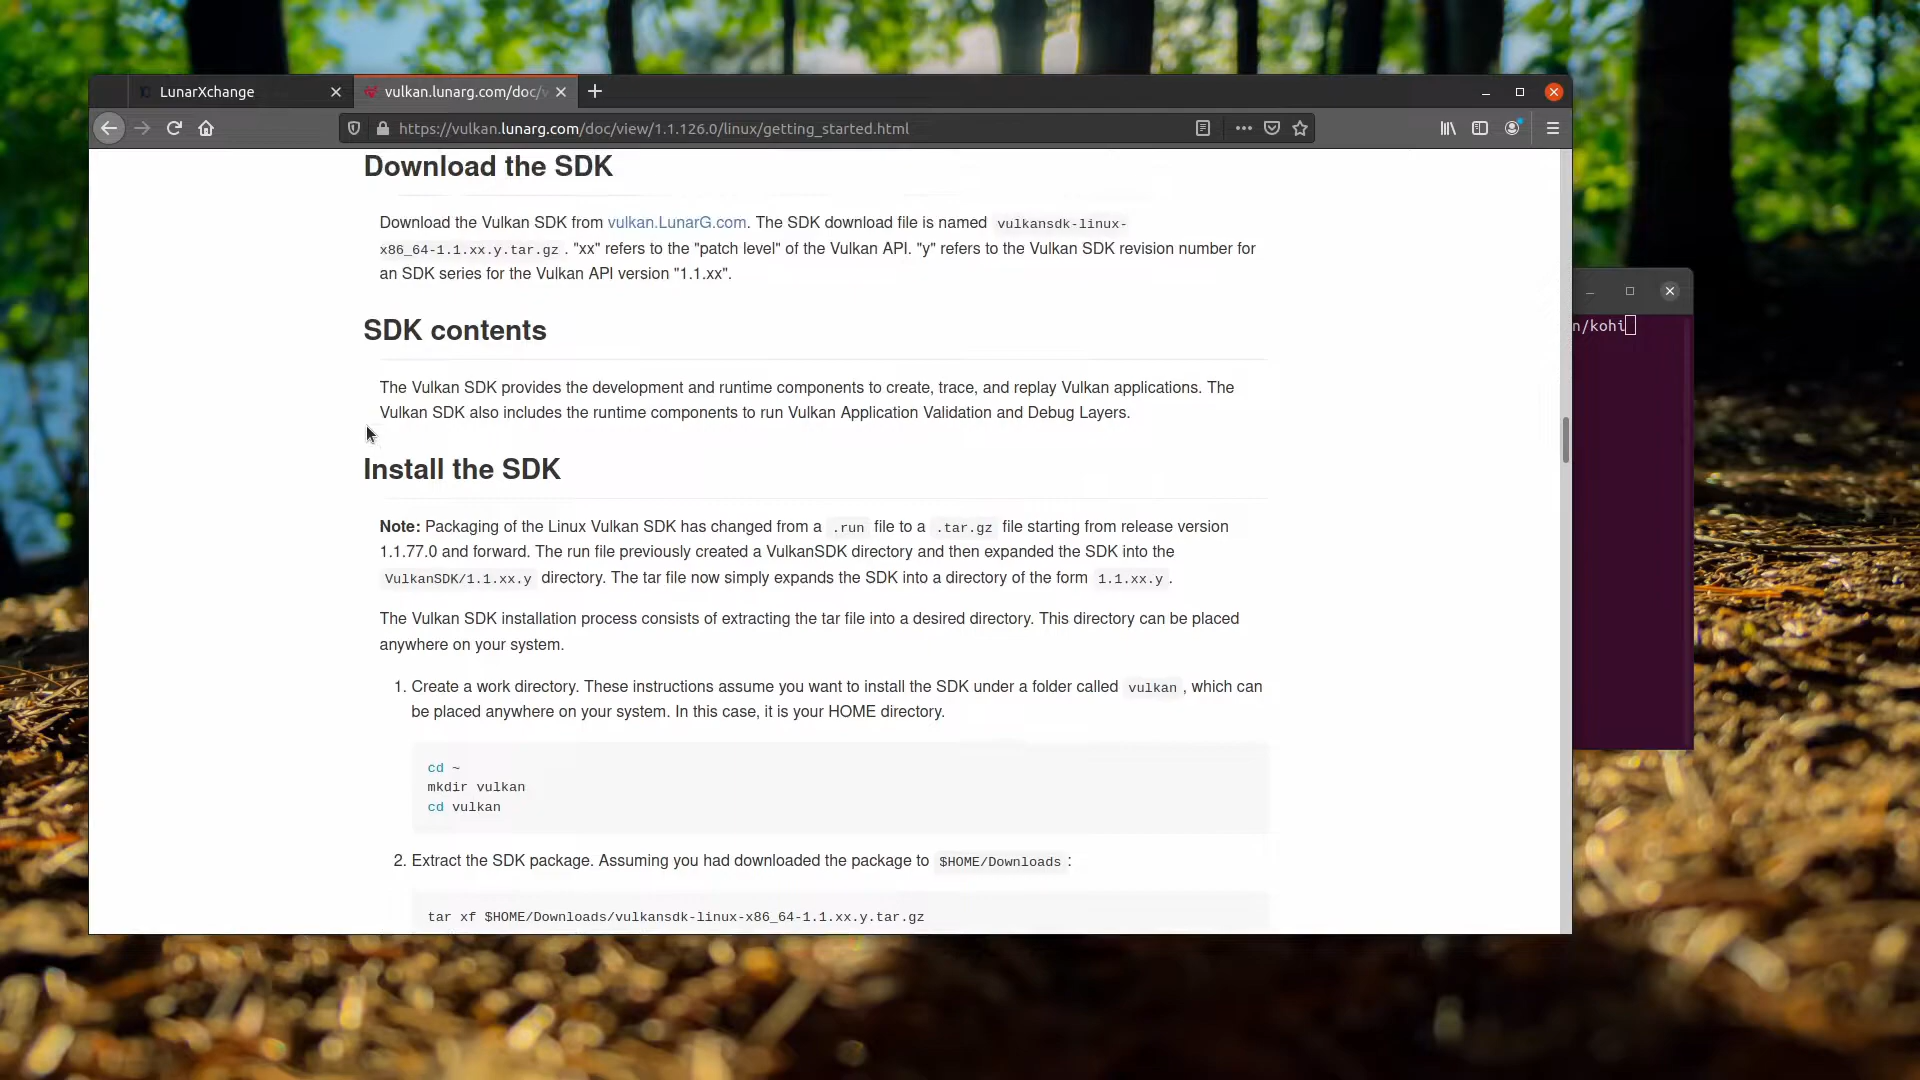 LunarXchange
vulkan.lunarg.com/doc/v
https://vulkan.lunarg.com/doc/view/1.1.126.0/linux/getting_started.html
n/kohi
Download the SDK
Download the Vulkan SDK from vulkan.LunarG.com. The SDK download file is named vulkansdk-linux-
x86_64-1.1.xx.y.tar.gz . "xx" refers to the "patch level" of the Vulkan API. "y" refers to the Vulkan SDK revision number for
an SDK series for the Vulkan API version "1.1.xx".
SDK contents
The Vulkan SDK provides the development and runtime components to create, trace, and replay Vulkan applications. The
Vulkan SDK also includes the runtime components to run Vulkan Application Validation and Debug Layers.
Install the SDK
Note: Packaging of the Linux Vulkan SDK has changed from a .run file to a .tar.gz file starting from release version
1.1.77.0 and forward. The run file previously created a VulkanSDK directory and then expanded the SDK into the
VulkanSDK/1.1.xx.y directory. The tar file now simply expands the SDK into a directory of the form 1.1.xx.y .
The Vulkan SDK installation process consists of extracting the tar file into a desired directory. This directory can be placed
anywhere on your system.
1. Create a work directory. These instructions assume you want to install the SDK under a folder called vulkan , which can
be placed anywhere on your system. In this case, it is your HOME directory.
cd ~
mkdir vulkan
cd vulkan
2. Extract the SDK package. Assuming you had downloaded the package to $HOME/Downloads :
tar xf $HOME/Downloads/vulkansdk-linux-x86_64-1.1.xx.y.tar.gz